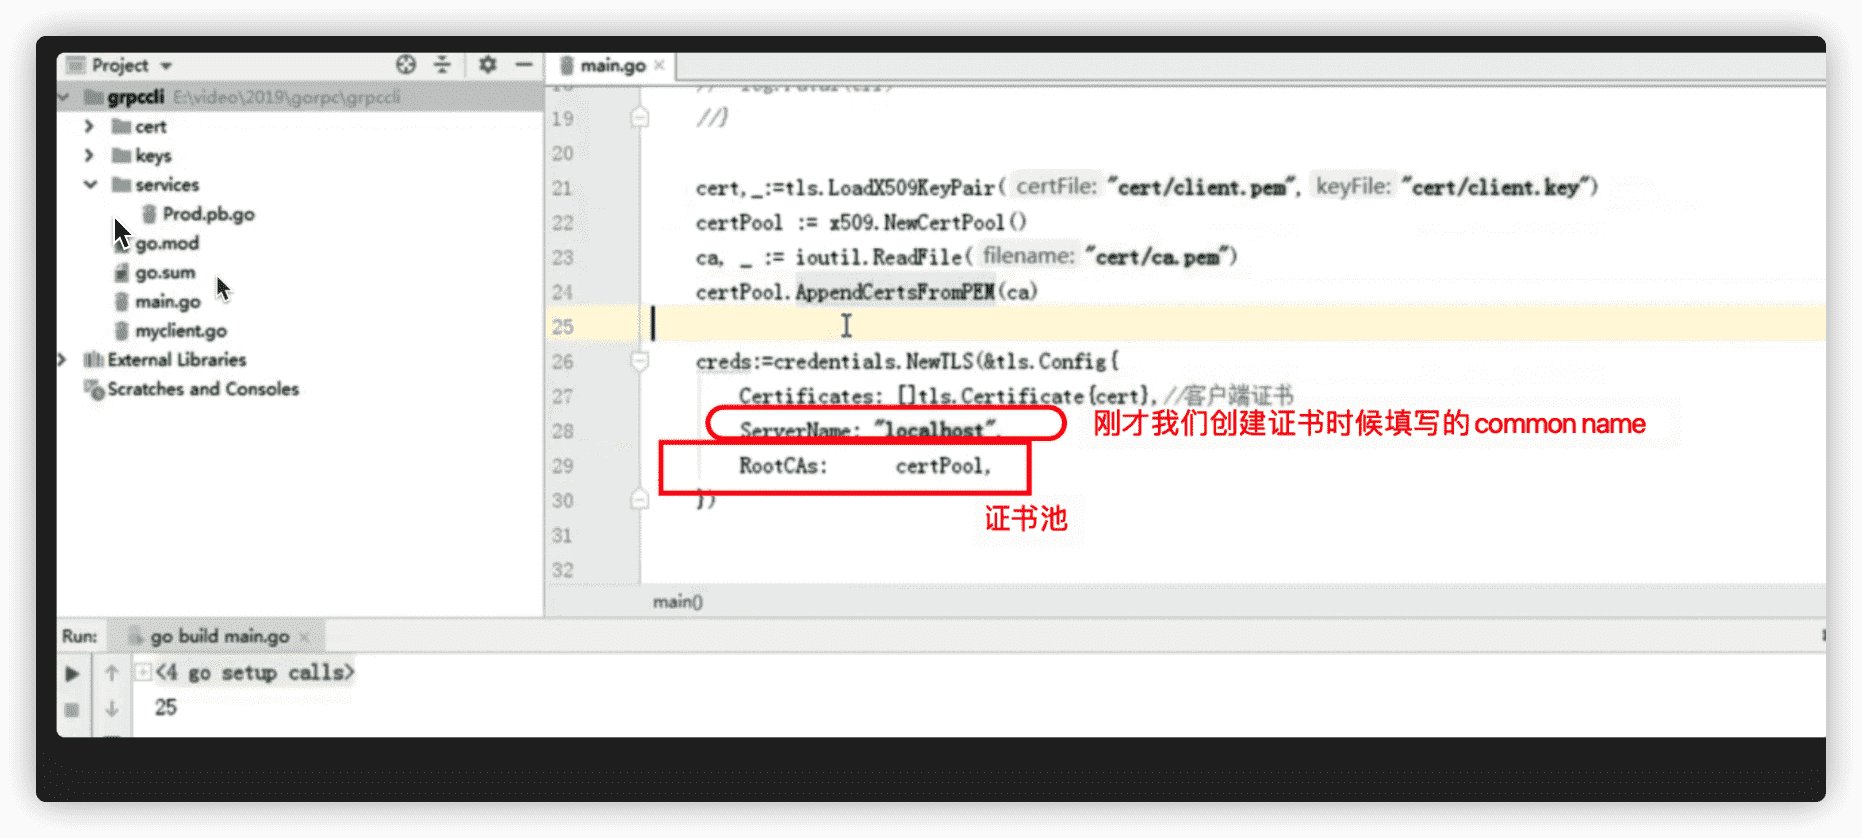 Project
main.go
grpccli E:\video\2019\gorpc\grpccli
cert
keys
services
Prod.pb.go
go.mod
go.sum
main.go
myclient.go
External Libraries
Scratches and Consoles
19 //}
20
21 cert,_:=tls.LoadX509KeyPair( certFile: "cert/client.pem", keyFile: "cert/client.key")
22 certPool := x509.NewCertPool()
23 ca, _ := ioutil.ReadFile( filename: "cert/ca.pem")
24 certPool.AppendCertsFromPEM(ca)
25
26 creds:=credentials.NewTLS(&tls.Config{
27 Certificates: []tls.Certificate{cert},//客户端证书
28 ServerName: "localhost",
刚才我们创建证书时候填写的common name
29 RootCAs: certPool,
30 })
证书池
31
32
main()
Run: go build main.go
<4 go setup calls>
25